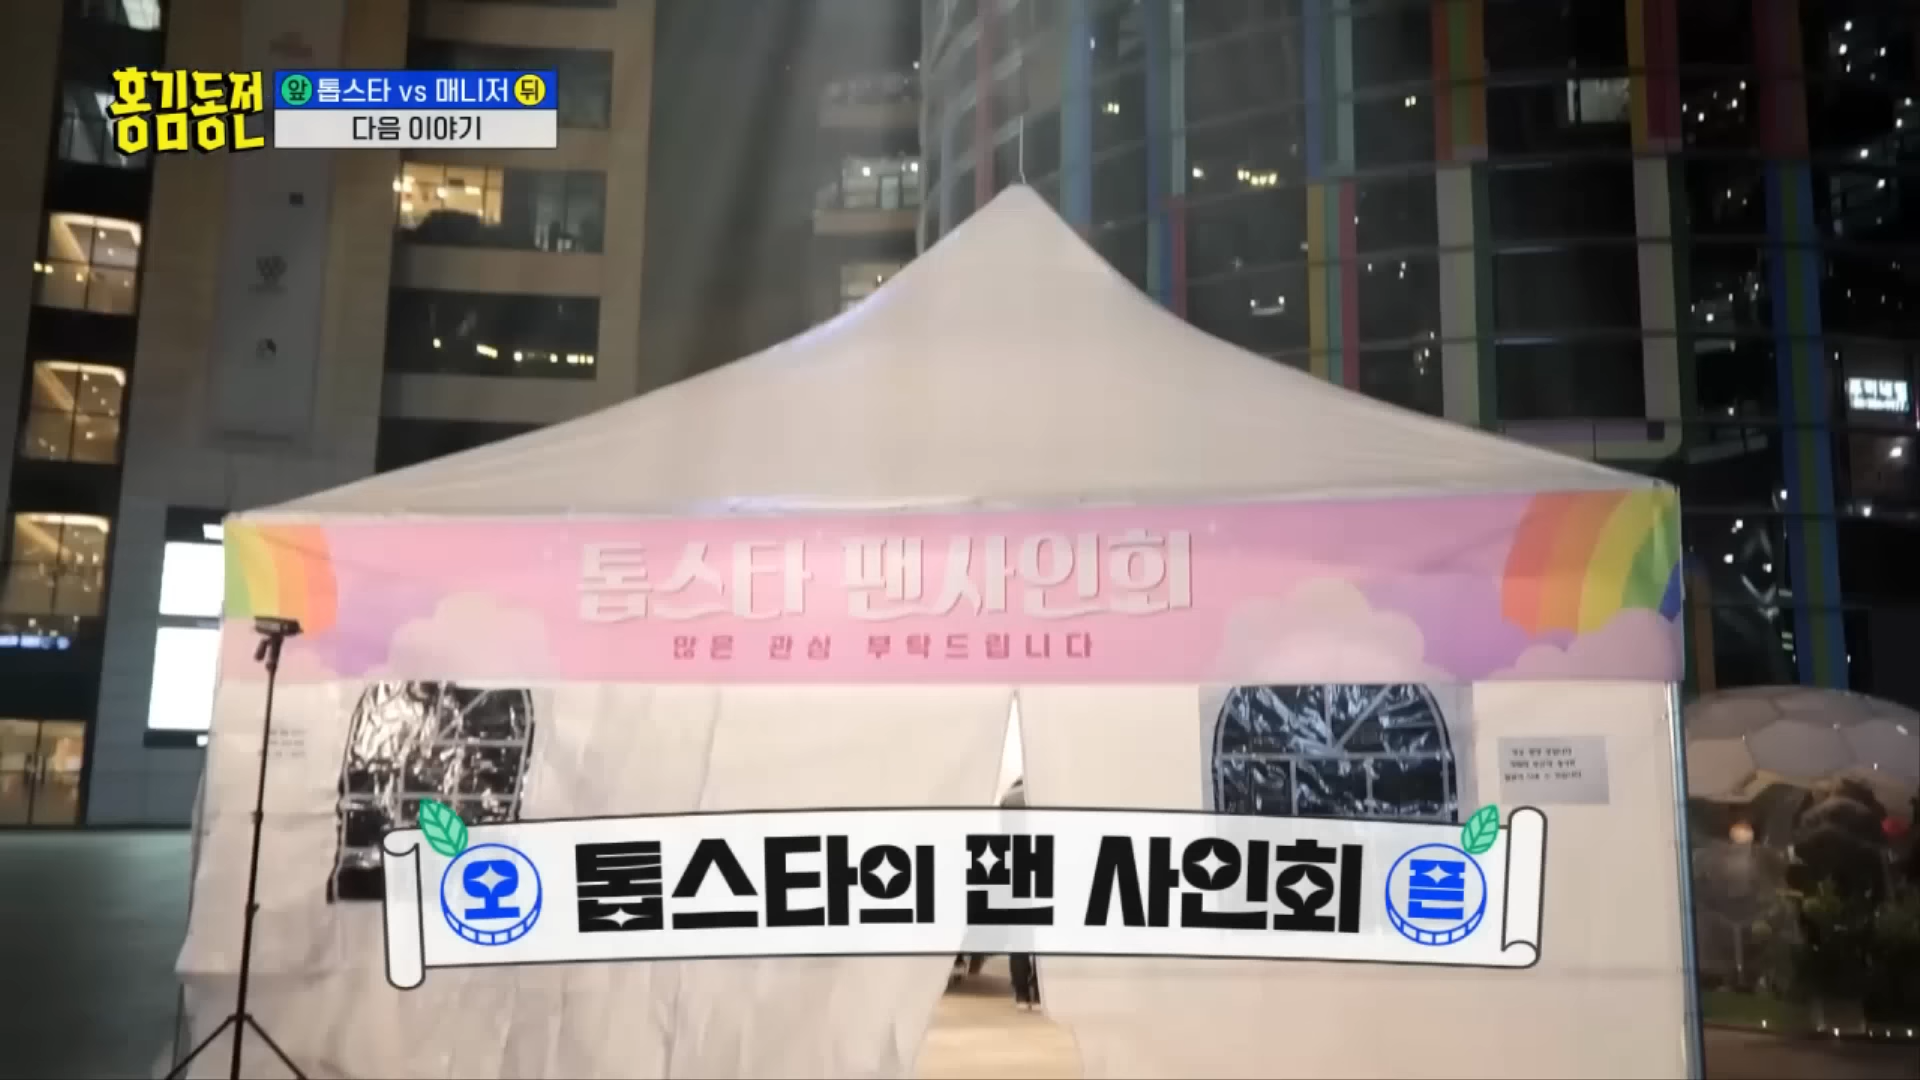 홍김동전
앞 톱스타 vs 매니저 뒤
다음 이야기
톱스타 팬사인회
많은 관심 부탁드립니다
오 톱스타의 팬 사인회 픈